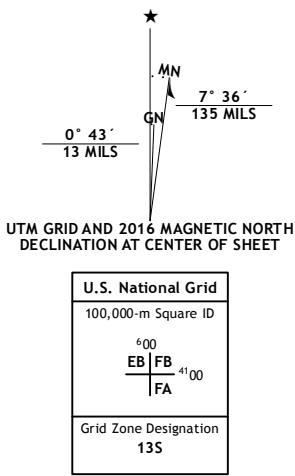 MN
GN
7° 36´
135 MILS
0° 43´
13 MILS
UTM GRID AND 2016 MAGNETIC NORTH
DECLINATION AT CENTER OF SHEET
U.S. National Grid
100,000-m Square ID
600
EB FB
4100
FA
Grid Zone Designation
13S